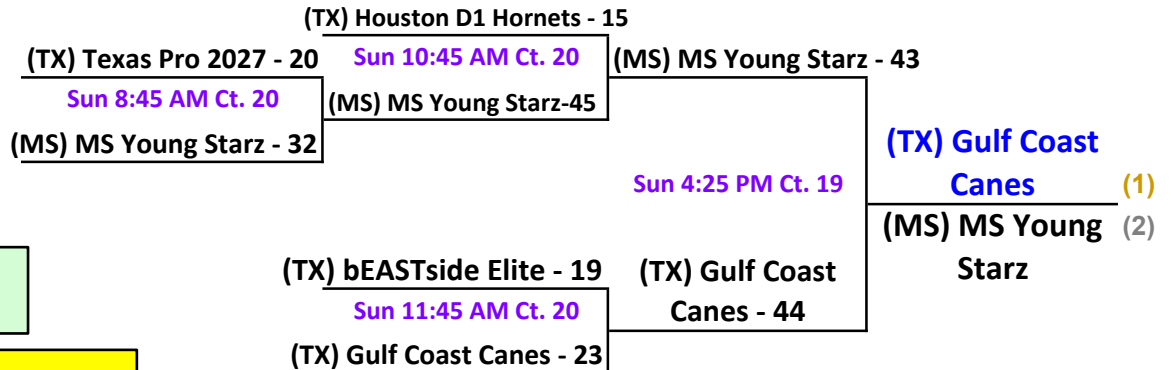 (TX) Houston D1 Hornets - 15
(TX) Texas Pro 2027 - 20
Sun 10:45 AM Ct. 20
(MS) MS Young Starz - 43
Sun 8:45 AM Ct. 20
(MS) MS Young Starz-45
(MS) MS Young Starz - 32
(TX) Gulf Coast
Canes
(1)
Sun 4:25 PM Ct. 19
(MS) MS Young
Starz
(2)
(TX) bEASTside Elite - 19
(TX) Gulf Coast
Canes - 44
Sun 11:45 AM Ct. 20
(TX) Gulf Coast Canes - 23